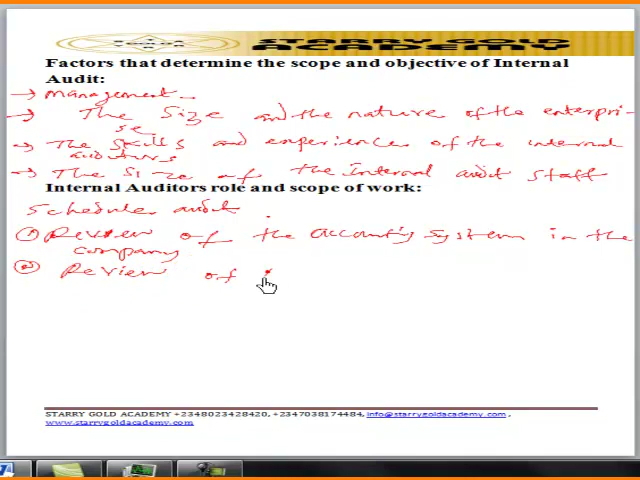 STARRY GOLD
ACADEMY
Factors that determine the scope and objective of Internal
Audit:
→ management -
→ The Size and the nature of the enterpri-
se
→ The Skills and experience of the internal
auditors
→ The Size of the Internal audit Staff
Internal Auditors role and scope of work:
Scheduler audit
① Review of the accounting System in the
company
② Review of
STARRY GOLD ACADEMY +2348023428420, +2347038174484, info@starrygoldacademy.com ,
www.starrygoldacademy.com